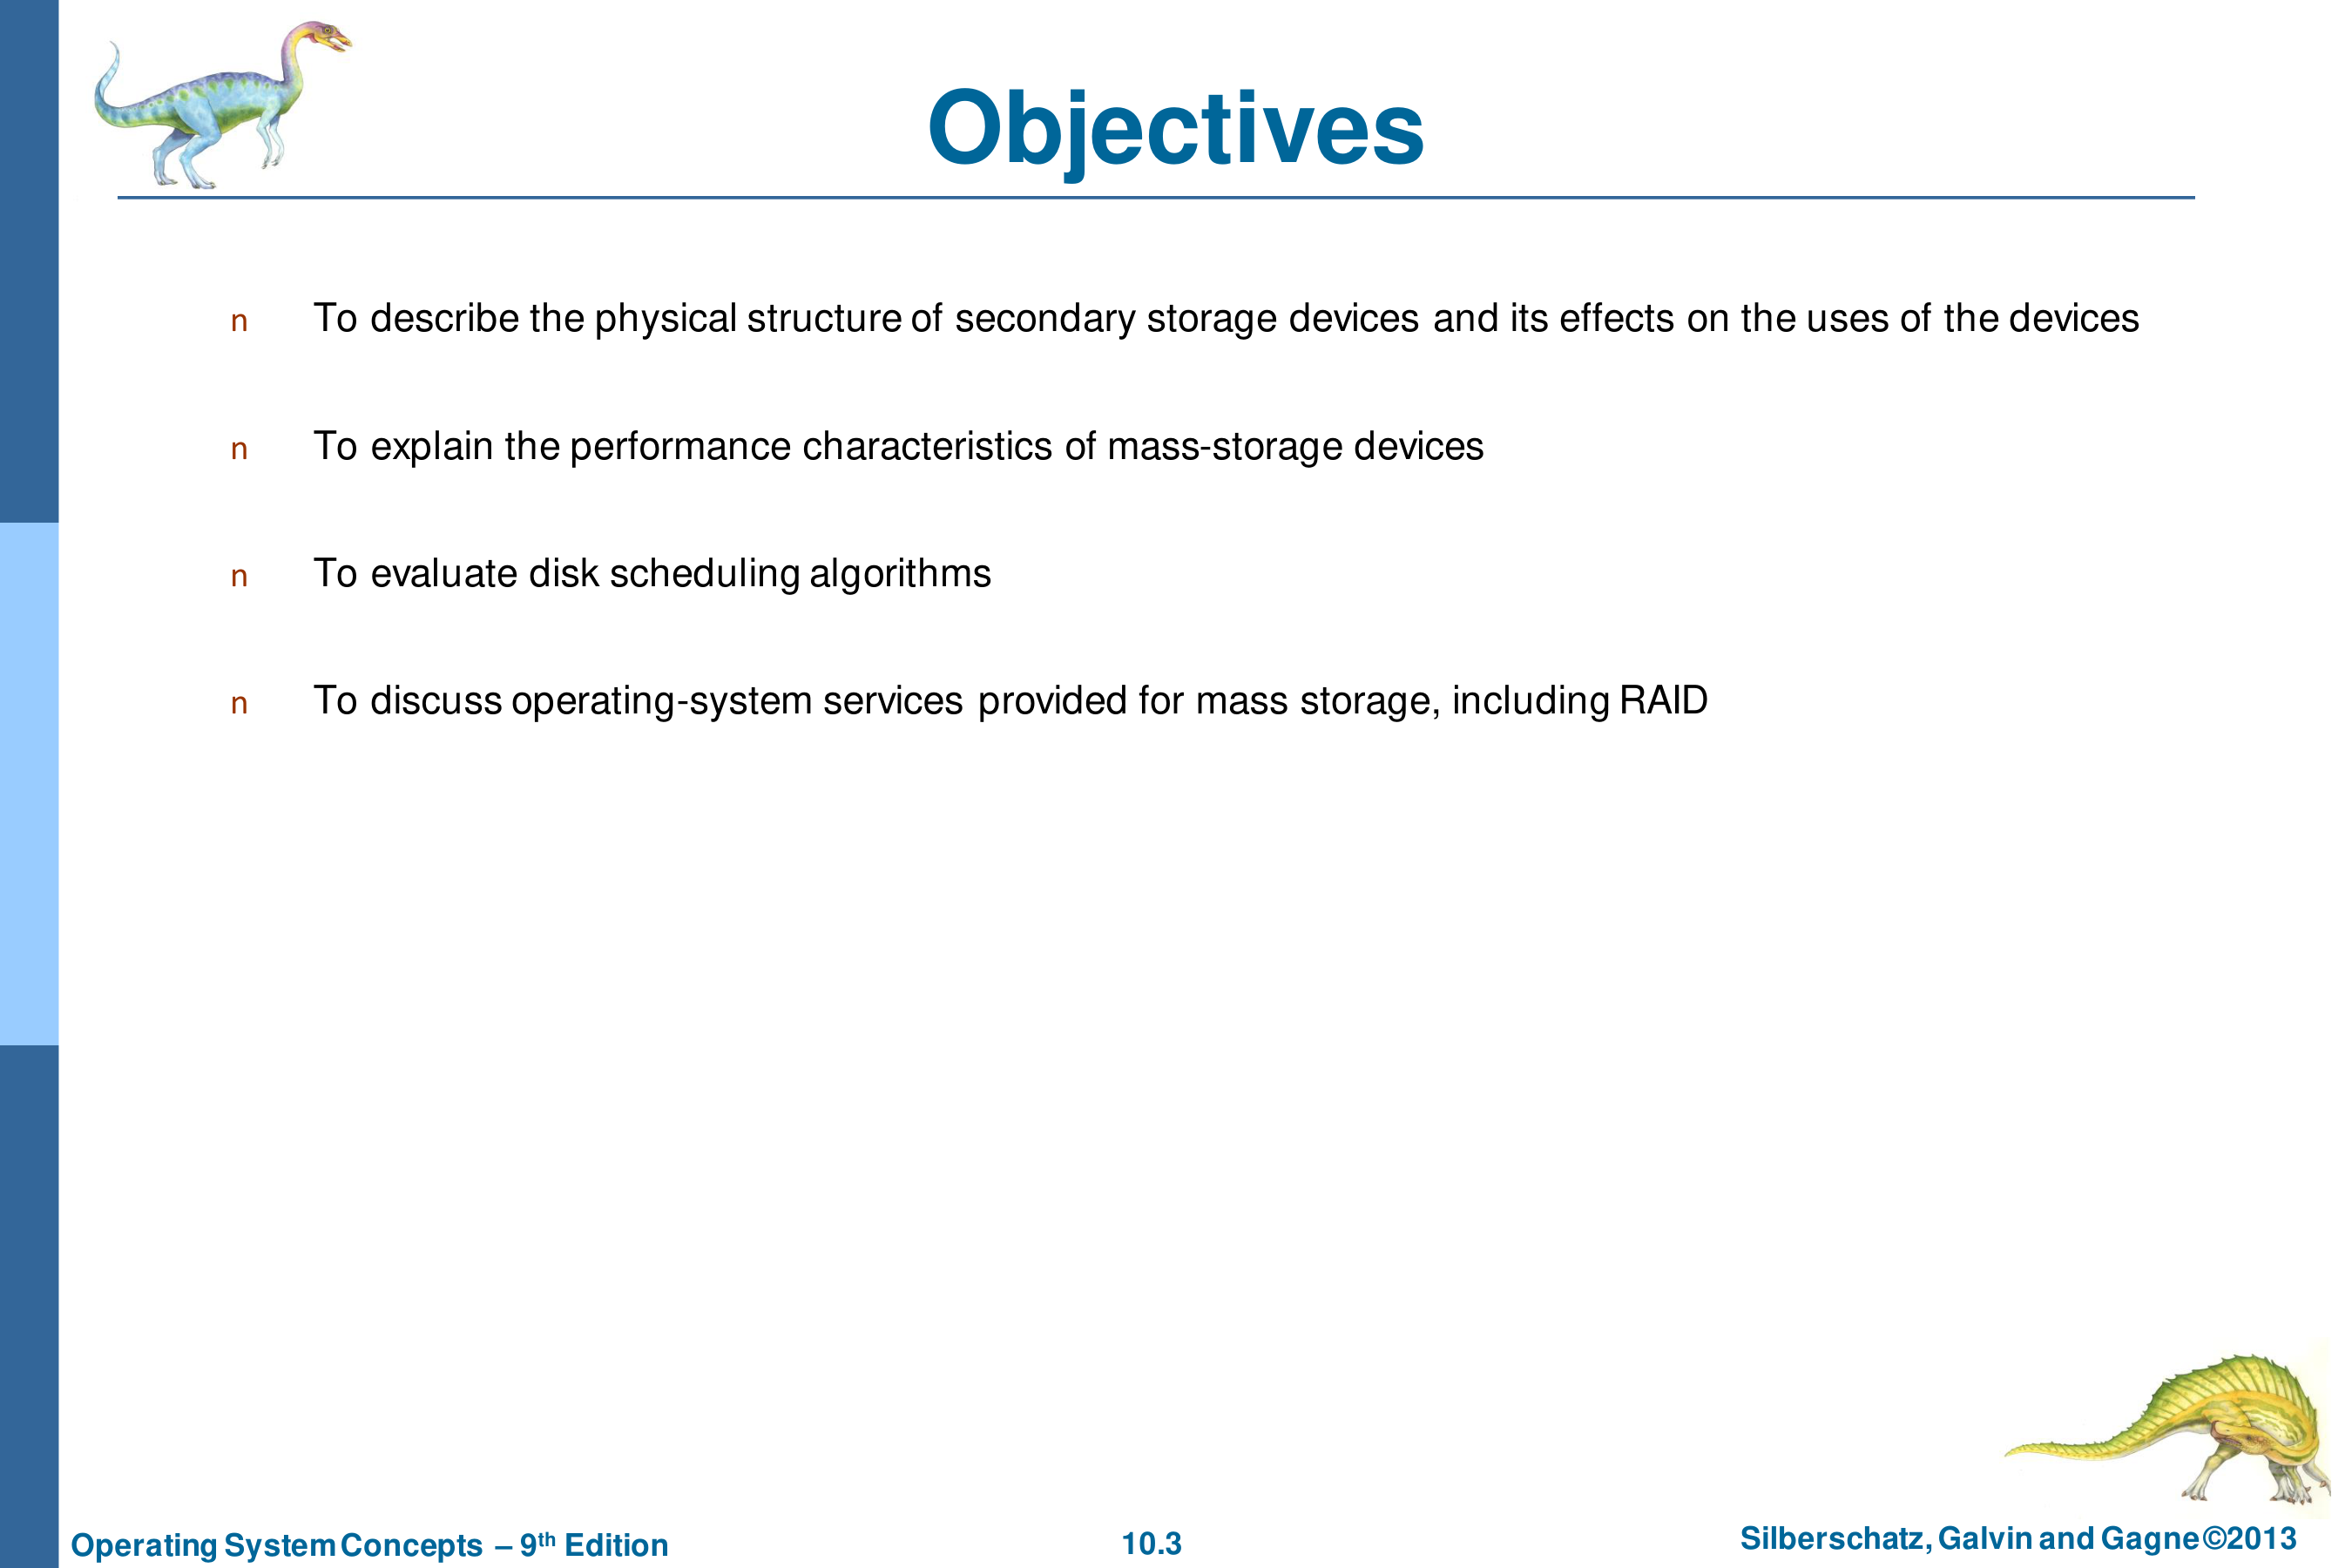 Objectives
n To describe the physical structure of secondary storage devices and its effects on the uses of the devices
n To explain the performance characteristics of mass-storage devices
n To evaluate disk scheduling algorithms
n To discuss operating-system services provided for mass storage, including RAID
Operating System Concepts – 9th Edition
10.3
Silberschatz, Galvin and Gagne ©2013